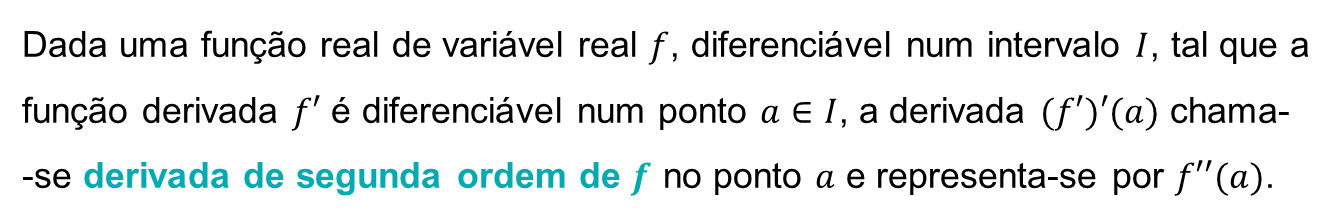 Dada uma função real de variável real f, diferenciável num intervalo I, tal que a
função derivada f′ é diferenciável num ponto a ∈ I, a derivada (f′)′(a) chama-
-se derivada de segunda ordem de f no ponto a e representa-se por f′′(a).